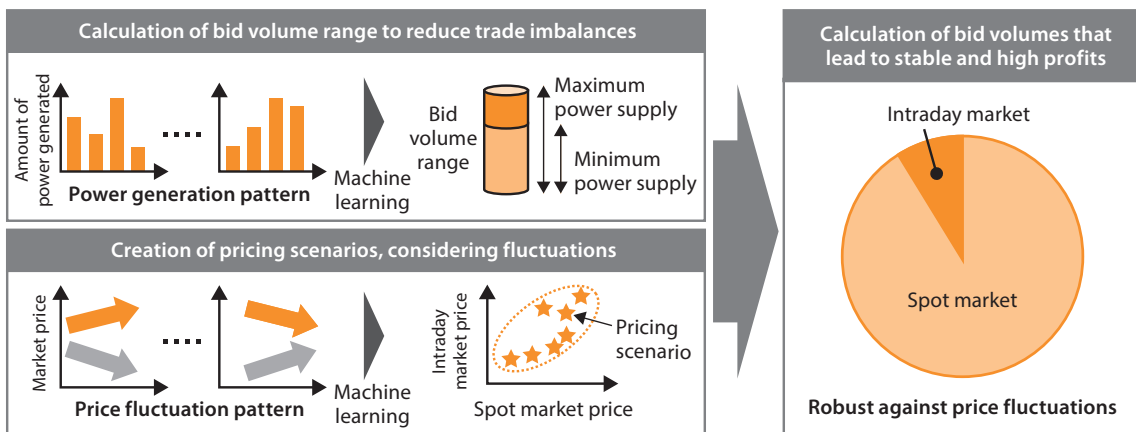 Calculation of bid volume range to reduce trade imbalances
Amount of
power generated
Power generation pattern
Machine
learning
Bid
volume
range
Maximum
power supply
Minimum
power supply
Creation of pricing scenarios, considering fluctuations
Market price
Price fluctuation pattern
Machine
learning
Intraday
market price
Pricing
scenario
Spot market price
Calculation of bid volumes that
lead to stable and high profits
Intraday market
Spot market
Robust against price fluctuations